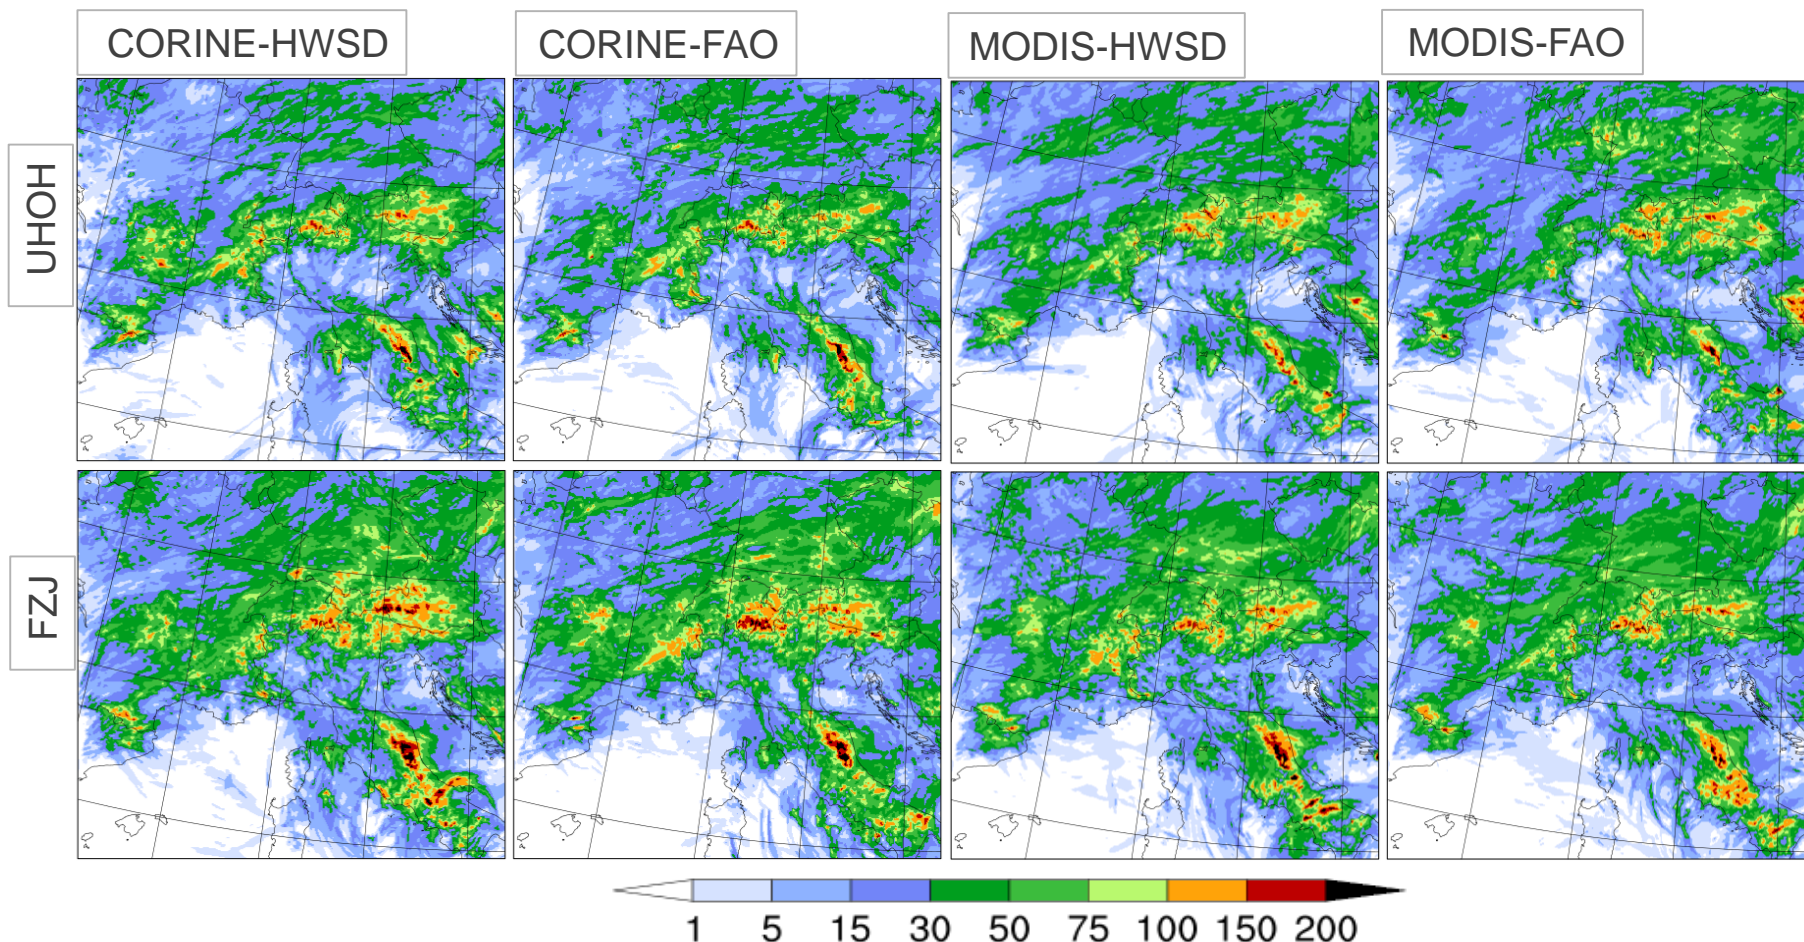 CORINE-HWSD
CORINE-FAO
MODIS-HWSD
MODIS-FAO
UHOH
FZJ
1 5 15 30 50 75 100 150 200